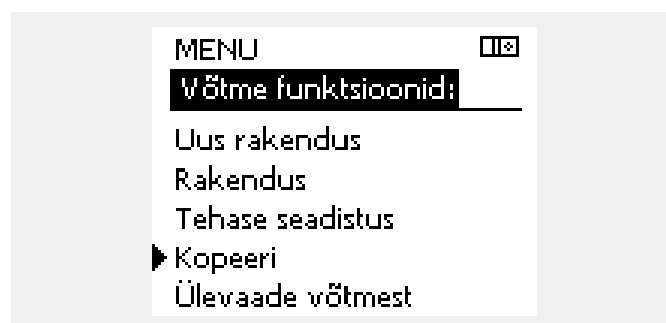 MENU
Võtme funktsioonid:
Uus rakendus
Rakendus
Tehase seadistus
Kopeeri
Ülevaade võtmest